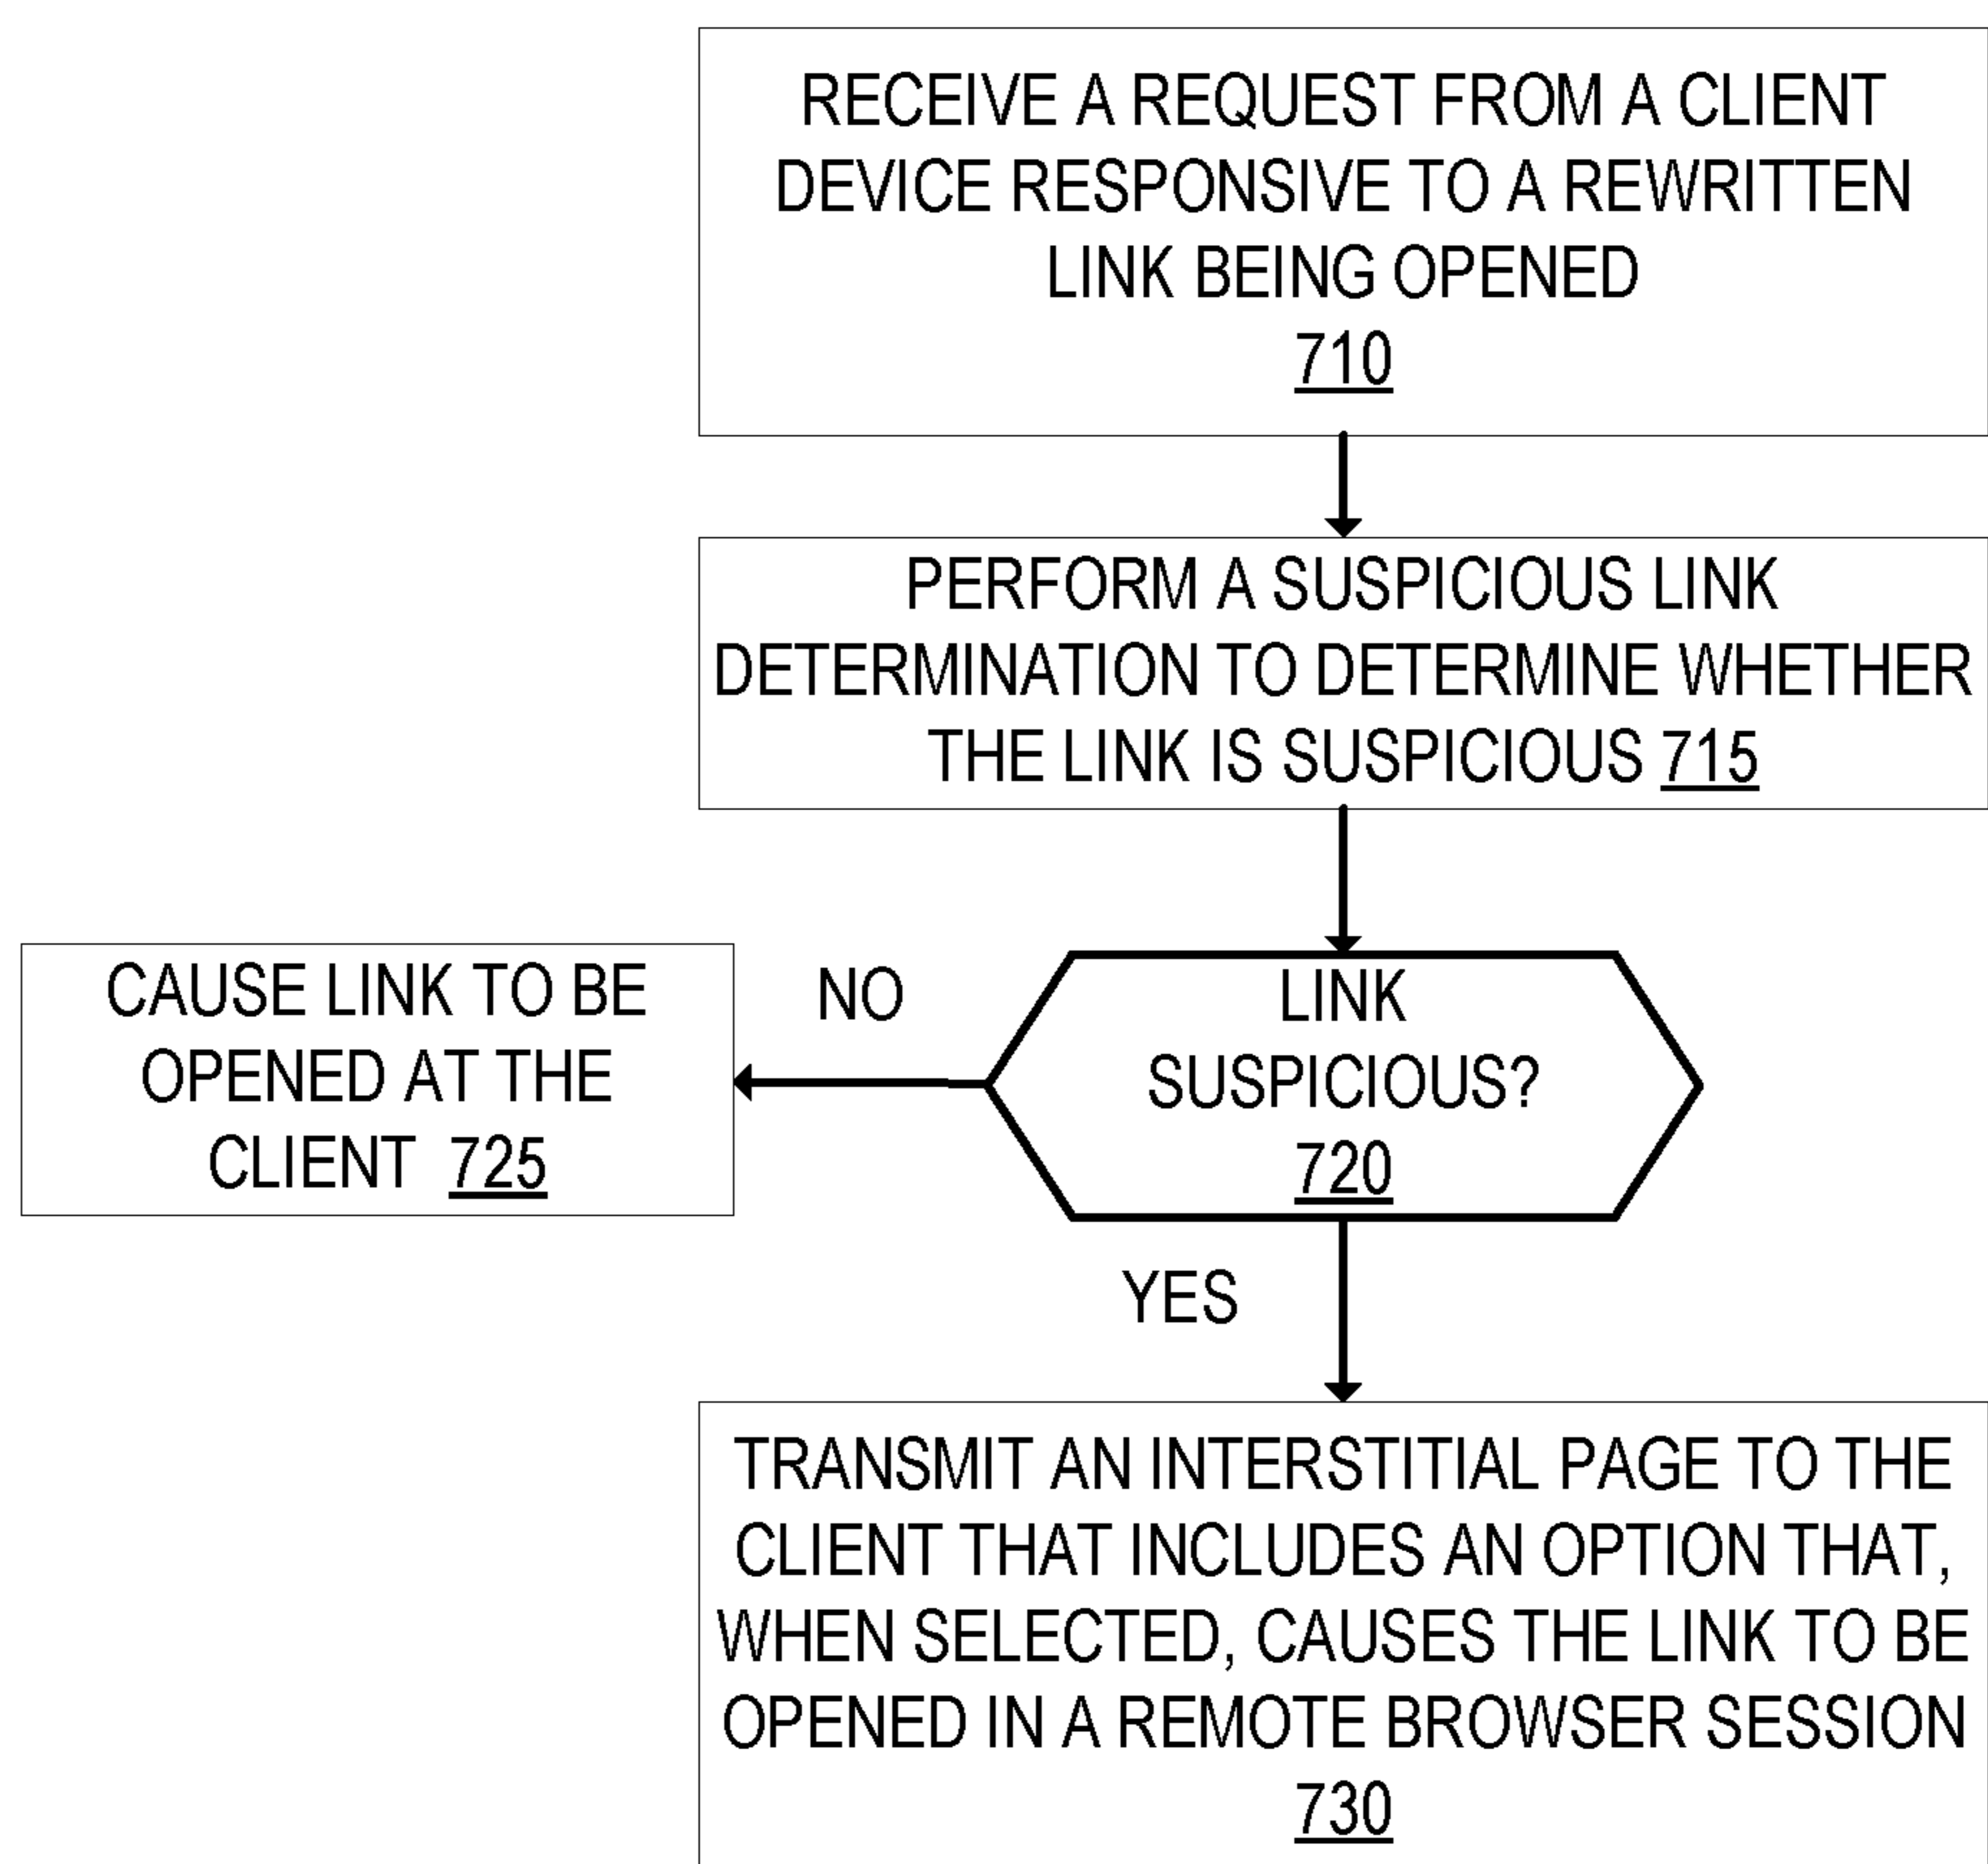 RECEIVE A REQUEST FROM A CLIENT
DEVICE RESPONSIVE TO A REWRITTEN
LINK BEING OPENED
710
PERFORM A SUSPICIOUS LINK
DETERMINATION TO DETERMINE WHETHER
THE LINK IS SUSPICIOUS 715
LINK
SUSPICIOUS?
720
NO
CAUSE LINK TO BE
OPENED AT THE
CLIENT 725
YES
TRANSMIT AN INTERSTITIAL PAGE TO THE
CLIENT THAT INCLUDES AN OPTION THAT,
WHEN SELECTED, CAUSES THE LINK TO BE
OPENED IN A REMOTE BROWSER SESSION
730